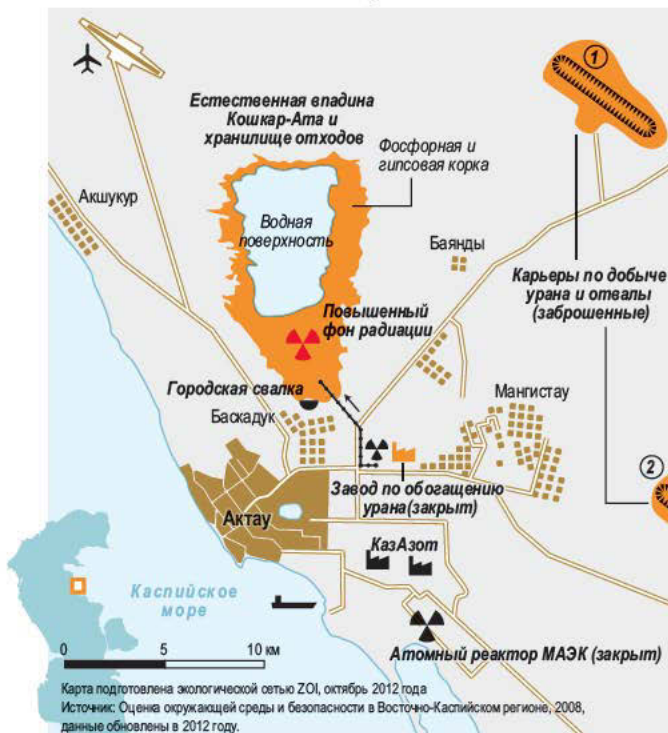 1
Естественная впадина
Кошкар-Ата и
хранилище отходов
Фосфорная и
гипсовая корка
Акшукур
Водная
поверхность
Баянды
Карьеры по добыче
урана и отвалы
(заброшенные)
Повышенный
фон радиации
Городская свалка
Баскадук
Мангистау
2
Завод по обогащению
урана(закрыт)
Актау
КазАзот
Каспийское
море
0 5 10 км
Атомный реактор МАЭК (закрыт)
Карта подготовлена экологической сетью ZOI, октябрь 2012 года
Источник: Оценка окружающей среды и безопасности в Восточно-Каспийском регионе, 2008,
данные обновлены в 2012 году.